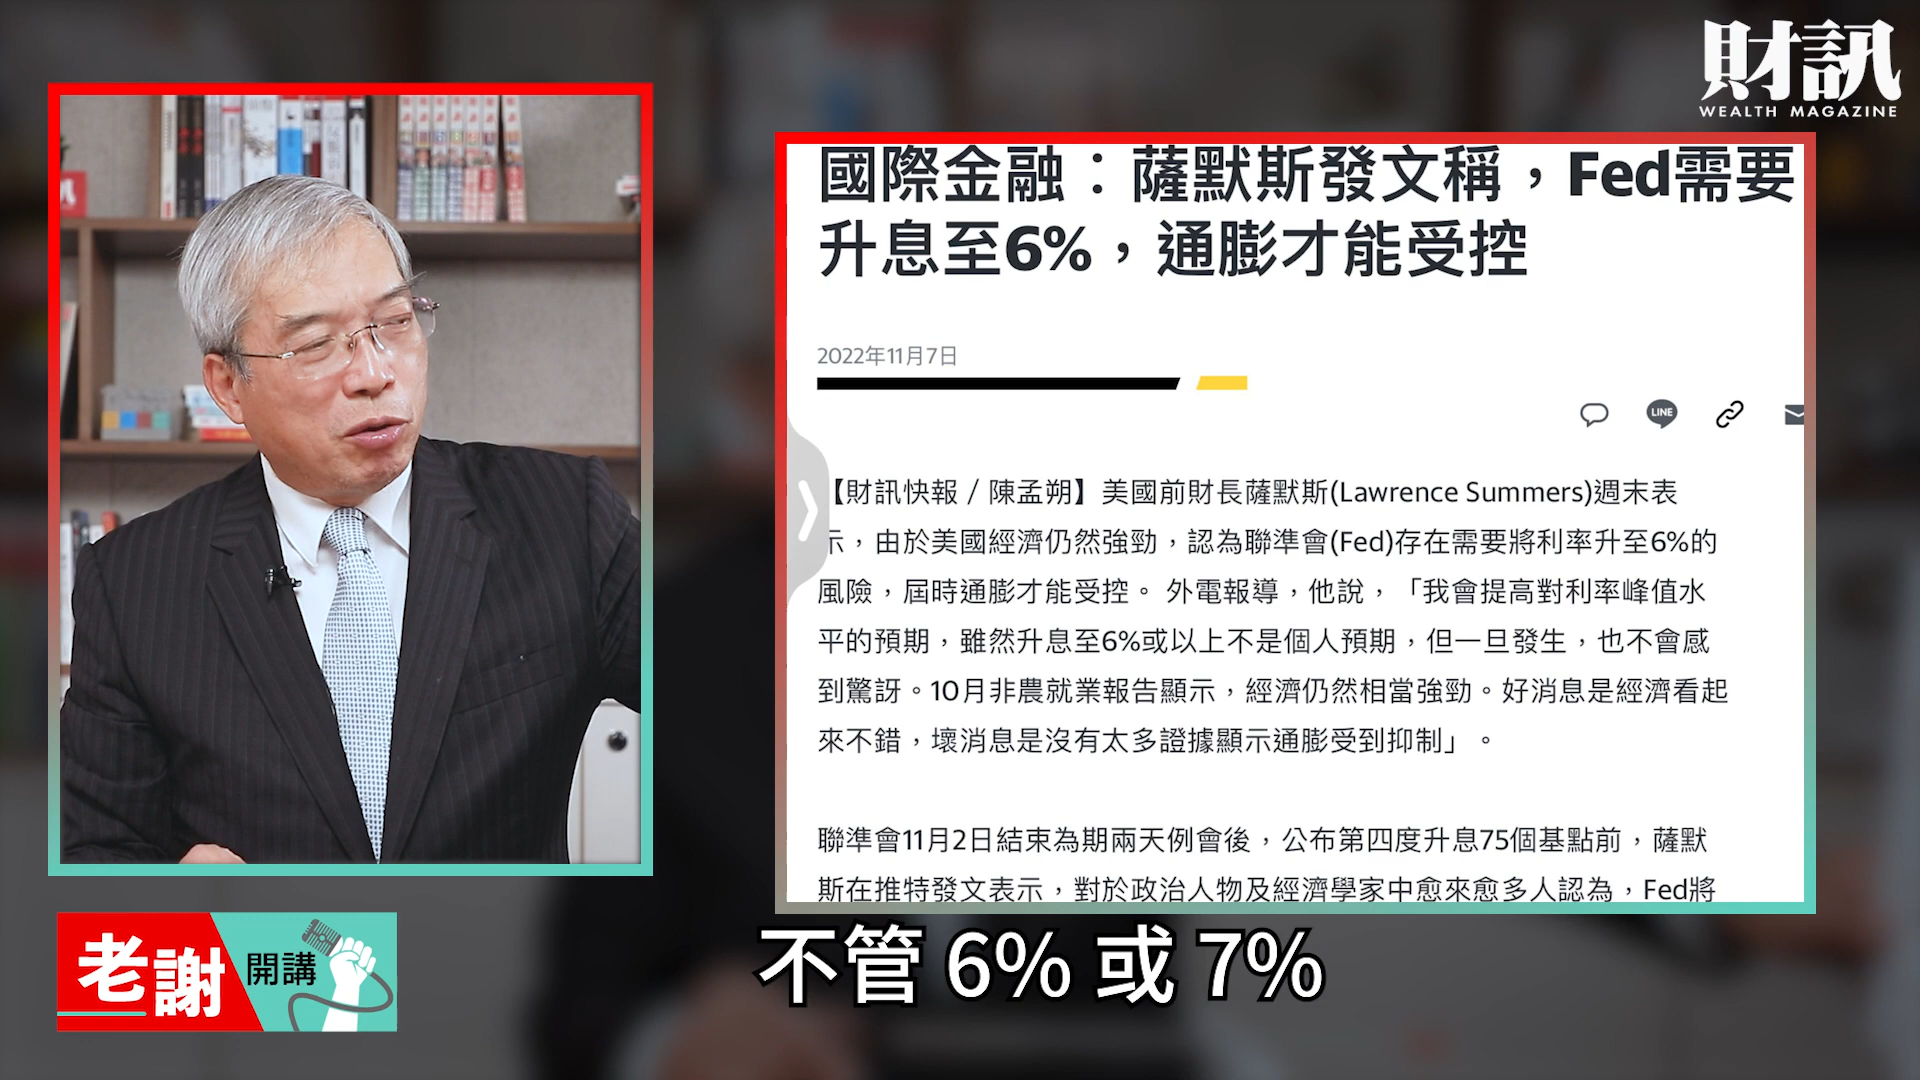 財訊
WEALTH MAGAZINE
國際金融：薩默斯發文稱，Fed需要
升息至6%，通膨才能受控
2022年11月7日
LINE
【財訊快報／陳孟朔】美國前財長薩默斯(Lawrence Summers)週末表
示，由於美國經濟仍然強勁，認為聯準會(Fed)存在需要將利率升至6%的
風險，屆時通膨才能受控。 外電報導，他說，「我會提高對利率峰值水
平的預期，雖然升息至6%或以上不是個人預期，但一旦發生，也不會感
到驚訝。10月非農就業報告顯示，經濟仍然相當強勁。好消息是經濟看起
來不錯，壞消息是沒有太多證據顯示通膨受到抑制」。
聯準會11月2日結束為期兩天例會後，公布第四度升息75個基點前，薩默
斯在推特發文表示，對於政治人物及經濟學家中愈來愈多人認為，Fed將
老謝
開講
不管 6% 或 7%